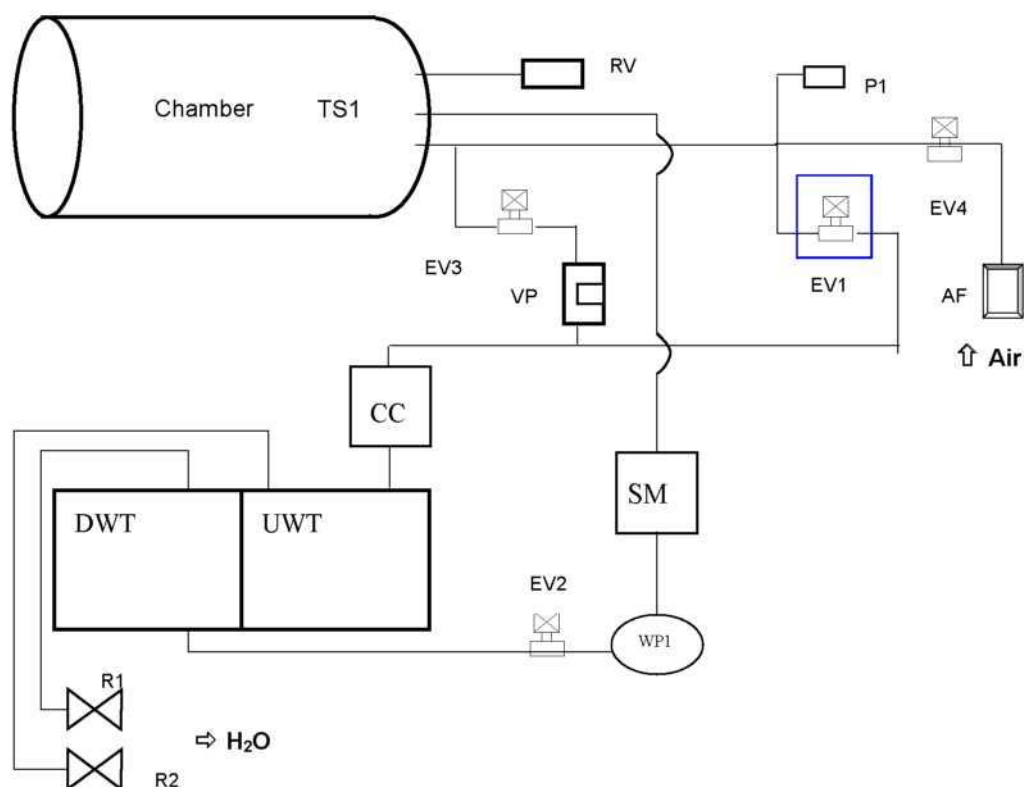 RV
P1
Chamber TS1
EV4
EV3
EV1
VP
AF
⇧ Air
CC
SM
DWT UWT
EV2
WP1
R1
⇨ H₂O
R2